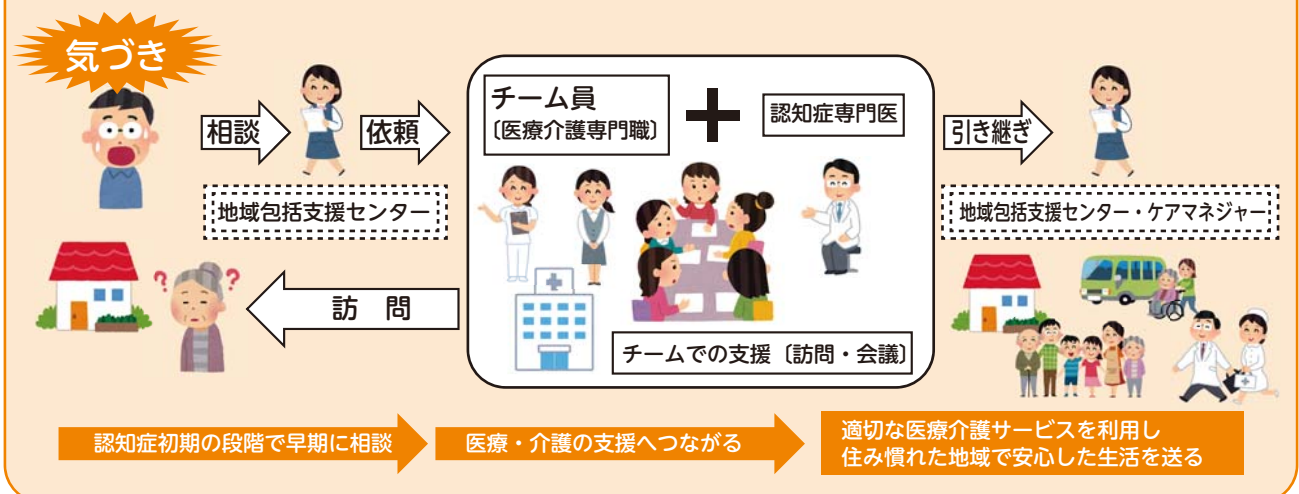 気づき
相談
依頼
地域包括支援センター
訪 問
チーム員
〔医療介護専門職〕
認知症専門医
チームでの支援〔訪問・会議〕
引き継ぎ
地域包括支援センター・ケアマネジャー
? ?
認知症初期の段階で早期に相談
医療・介護の支援へつながる
適切な医療介護サービスを利用し
住み慣れた地域で安心した生活を送る